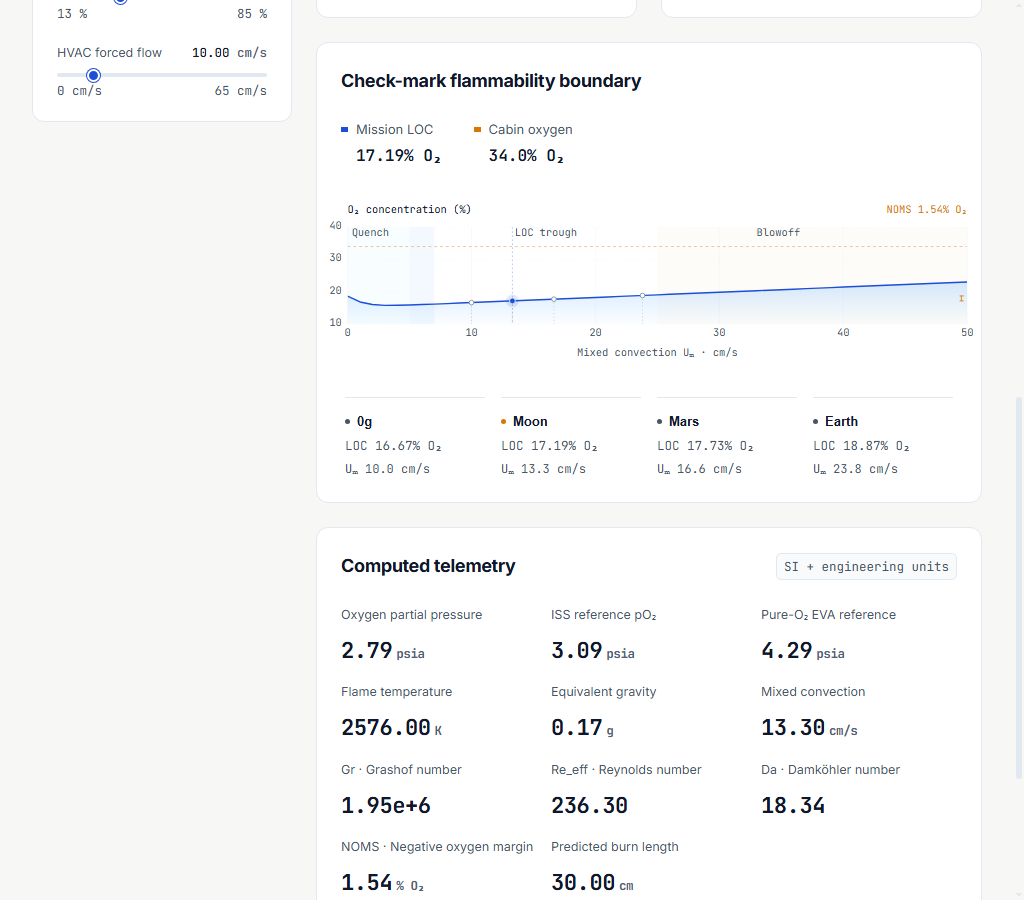 13 % 85 %
HVAC forced flow 10.00 cm/s
0 cm/s 65 cm/s
Check-mark flammability boundary
Mission LOC Cabin oxygen
17.19% O₂ 34.0% O₂
O₂ concentration (%) NOMS 1.54% O₂
40
Quench LOC trough Blowoff
30
20
10
0 10 20 30 40 50
Mixed convection Uₘ · cm/s
0g Moon Mars Earth
LOC 16.67% O₂ LOC 17.19% O₂ LOC 17.73% O₂ LOC 18.87% O₂
Uₘ 10.0 cm/s Uₘ 13.3 cm/s Uₘ 16.6 cm/s Uₘ 23.8 cm/s
Computed telemetry SI + engineering units
Oxygen partial pressure ISS reference pO₂ Pure-O₂ EVA reference
2.79 psia 3.09 psia 4.29 psia
Flame temperature Equivalent gravity Mixed convection
2576.00 K 0.17 g 13.30 cm/s
Gr · Grashof number Re_eff · Reynolds number Da · Damköhler number
1.95e+6 236.30 18.34
NOMS · Negative oxygen margin Predicted burn length
1.54 % O₂ 30.00 cm